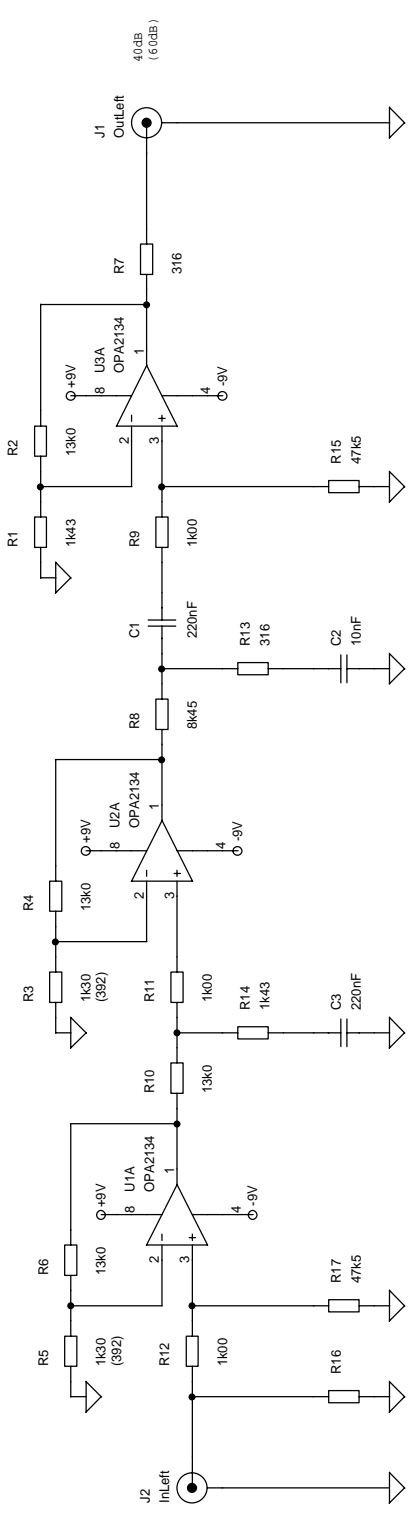 J2
InLeft
R16
R12
1k00
R17
47k5
R5
1k30
(392)
R6
13k0
2
3
+9V
8
U1A
OPA2134
1
4
-9V
R10
13k0
R14
1k43
C3
220nF
R11
1k00
R3
1k30
(392)
R4
13k0
2
3
+9V
8
U2A
OPA2134
1
4
-9V
R8
8k45
R13
316
C2
10nF
C1
220nF
R9
1k00
R15
47k5
R1
1k43
R2
13k0
2
3
+9V
8
U3A
OPA2134
1
4
-9V
R7
316
J1
OutLeft
40dB
(60dB)